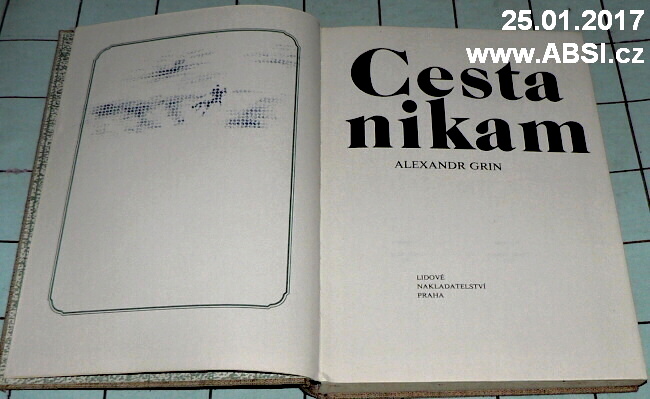 25.01.2017
www.ABSI.cz
Cesta
nikam
ALEXANDR GRIN
LIDOVÉ
NAKLADATELSTVÍ
PRAHA